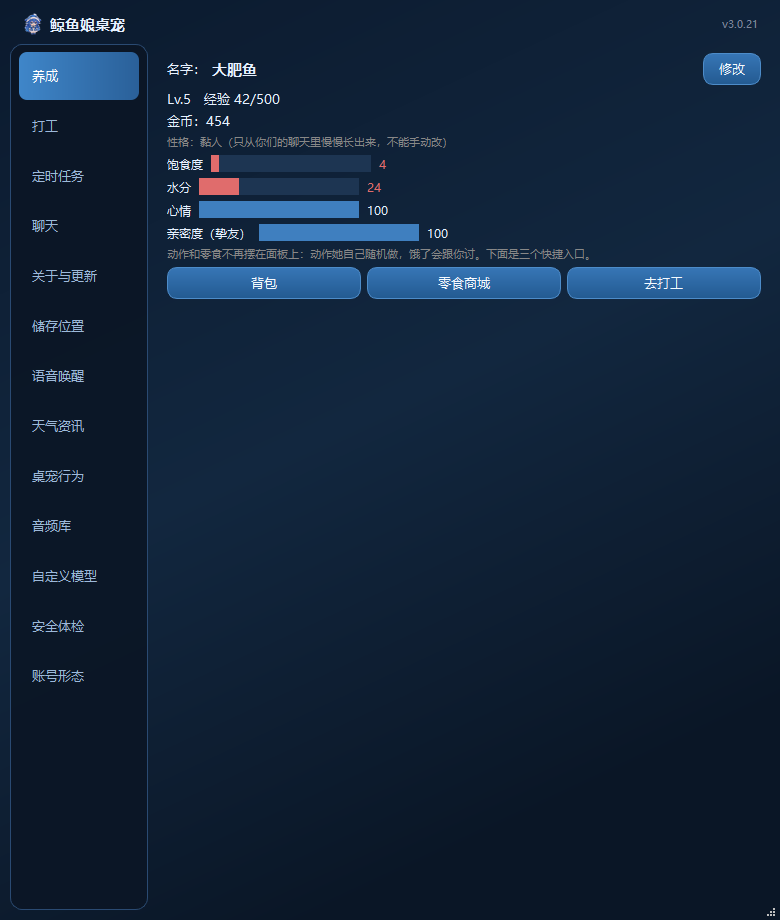 鲸鱼娘桌宠
v3.0.21
养成
打工
定时任务
聊天
关于与更新
储存位置
语音唤醒
天气资讯
桌宠行为
音频库
自定义模型
安全体检
账号形态
名字： 大肥鱼
修改
Lv.5 经验 42/500
金币：454
性格：黏人（只从你们的聊天里慢慢长出来，不能手动改）
饱食度 4
水分 24
心情 100
亲密度（挚友） 100
动作和零食不再摆在面板上：动作她自己随机做，饿了会跟你讨。下面是三个快捷入口。
背包
零食商城
去打工